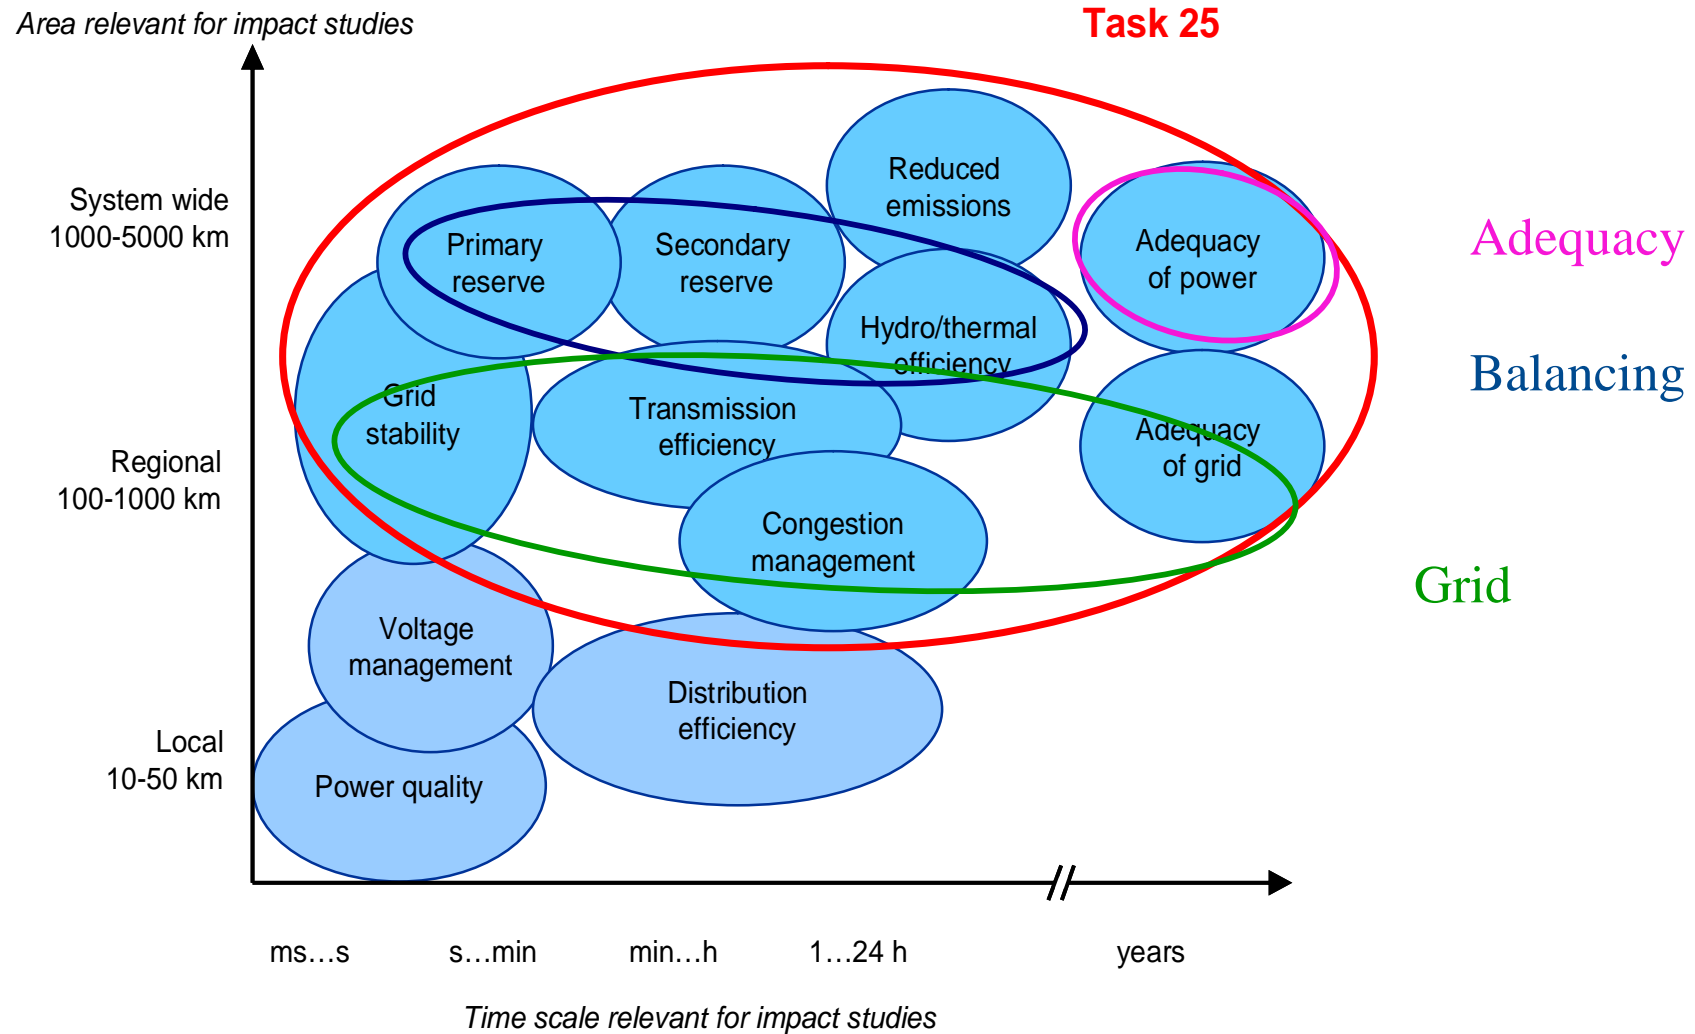 Area relevant for impact studies
Task 25
System wide
1000-5000 km
Reduced
emissions
Primary
reserve
Secondary
reserve
Adequacy
of power
Adequacy
Hydro/thermal
efficiency
Balancing
Grid
stability
Transmission
efficiency
Adequacy
of grid
Regional
100-1000 km
Congestion
management
Grid
Voltage
management
Distribution
efficiency
Local
10-50 km
Power quality
ms…s
s…min
min…h
1…24 h
years
Time scale relevant for impact studies